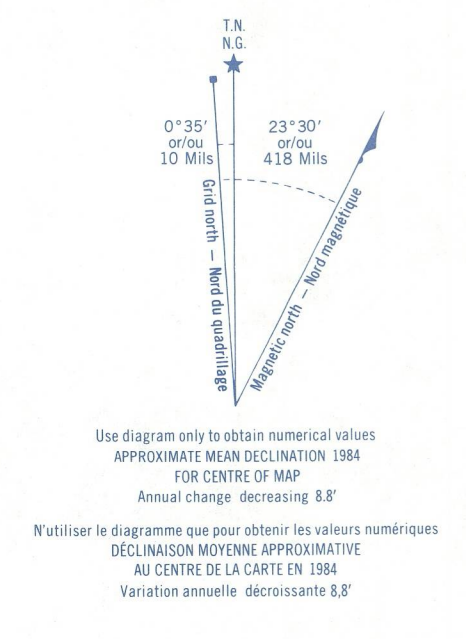 T.N.
N.G.
0°35′
or/ou
10 Mils
23°30′
or/ou
418 Mils
Grid north — Nord du quadrillage
Magnetic north — Nord magnétique
Use diagram only to obtain numerical values
APPROXIMATE MEAN DECLINATION 1984
FOR CENTRE OF MAP
Annual change decreasing 8.8′
N'utiliser le diagramme que pour obtenir les valeurs numériques
DÉCLINAISON MOYENNE APPROXIMATIVE
AU CENTRE DE LA CARTE EN 1984
Variation annuelle décroissante 8,8′